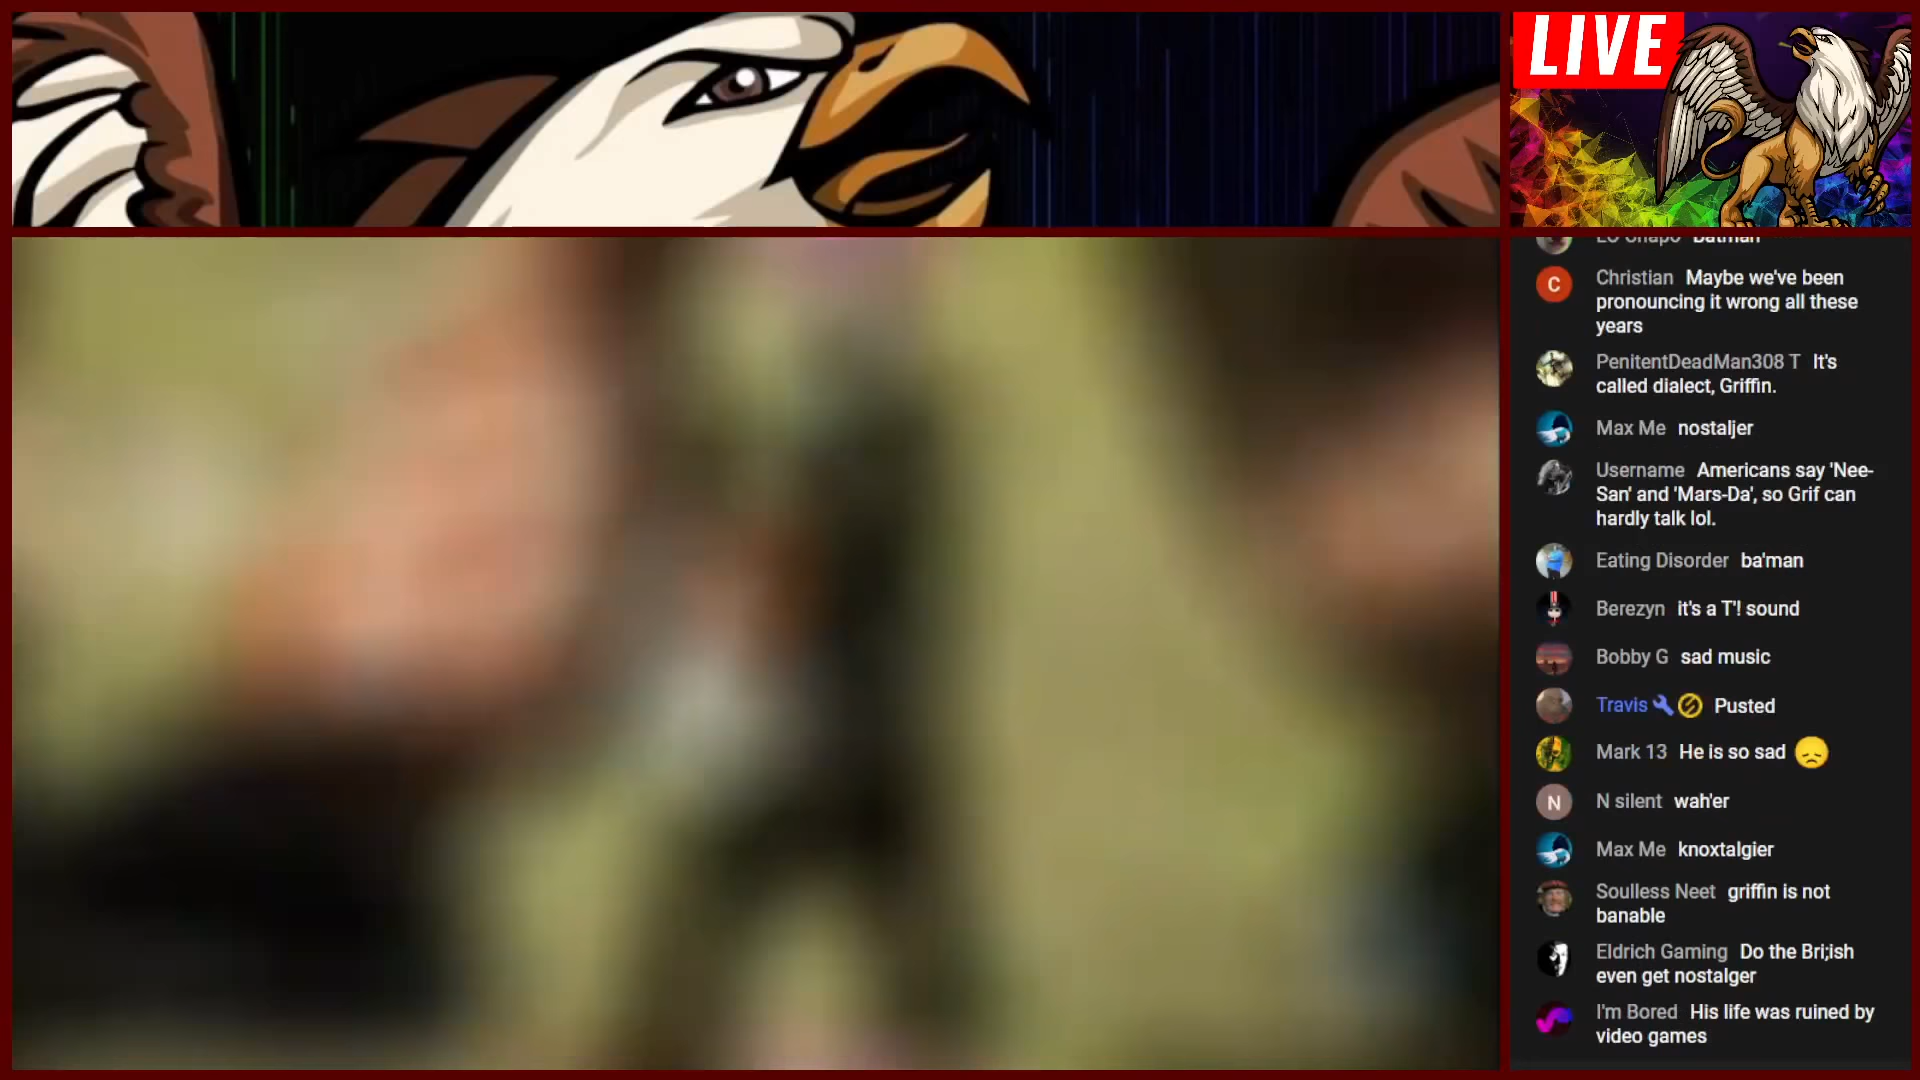 LIVE
Batman
Christian Maybe we've been
pronouncing it wrong all these
years
PenitentDeadMan308 T It's
called dialect, Griffin.
Max Me nostaljer
Username Americans say 'Nee-
San' and 'Mars-Da', so Grif can
hardly talk lol.
Eating Disorder ba'man
Berezyn it's a T'! sound
Bobby G sad music
Travis Pusted
Mark 13 He is so sad
N silent wah'er
Max Me knoxtalgier
Soulless Neet griffin is not
banable
Eldrich Gaming Do the Bri;ish
even get nostalger
I'm Bored His life was ruined by
video games
C
N